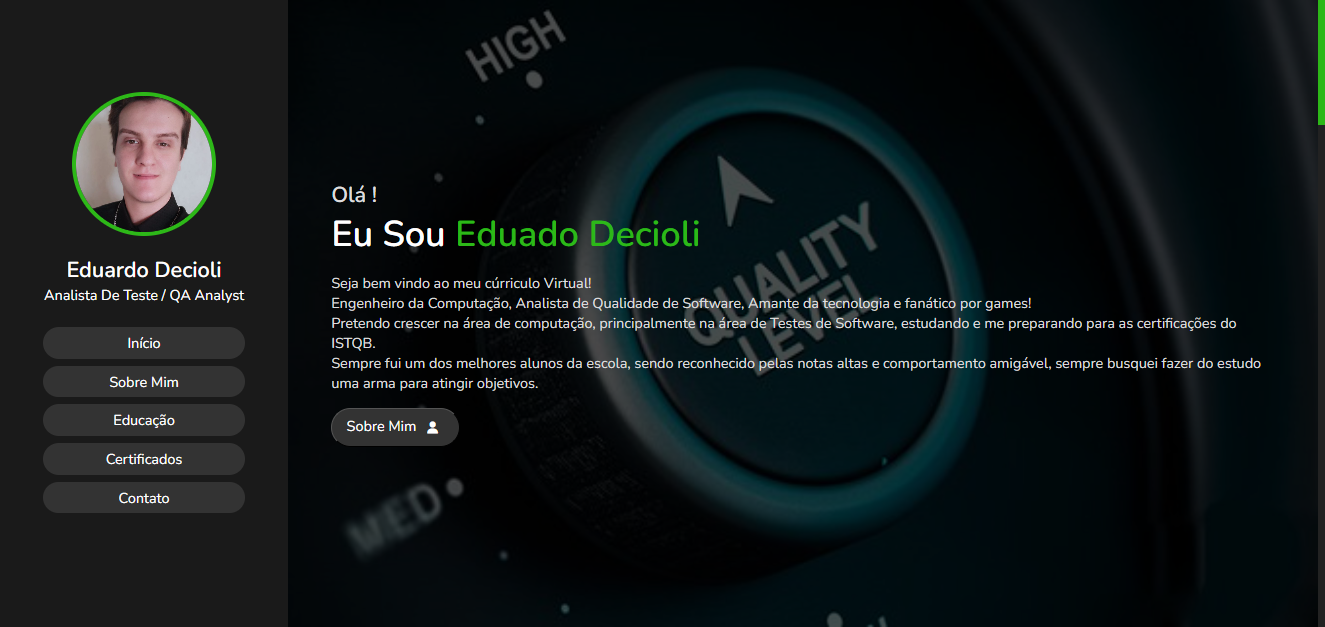 Eduardo Decioli
Analista De Teste / QA Analyst
Início
Sobre Mim
Educação
Certificados
Contato
HIGH
Olá !
Eu Sou Eduado Decioli
Seja bem vindo ao meu cúrriculo Virtual!
Engenheiro da Computação, Analista de Qualidade de Software, Amante da tecnologia e fanático por games!
Pretendo crescer na área de computação, principalmente na área de Testes de Software, estudando e me preparando para as certificações do
ISTQB.
Sempre fui um dos melhores alunos da escola, sendo reconhecido pelas notas altas e comportamento amigável, sempre busquei fazer do estudo
uma arma para atingir objetivos.
Sobre Mim
QUALITY
LEVEL
MED